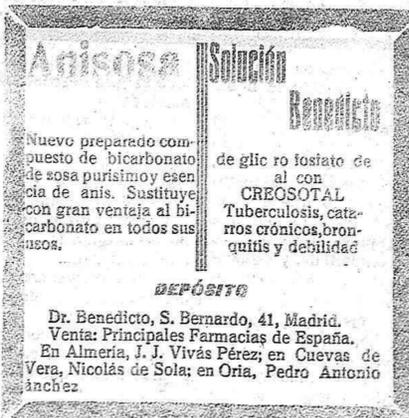 Anisosa
Nuevo preparado com-
puesto de bicarbonato
de sosa purisimo y esen
cia de anis. Sustituye
con gran ventaja al bi-
carbonato en todos sus
usos.
Solución
Benedicto
de glic ro fosfato de
al con
CREOSOTAL
Tuberculosis, cata-
rros crónicos, bron-
quitis y debilidad
DEPÓSITO
Dr. Benedicto, S. Bernardo, 41, Madrid.
Venta: Principales Farmacias de España.
En Almería, J. J. Vivás Pérez; en Cuevas de
Vera, Nicolás de Sola; en Oria, Pedro Antonio
ánchez